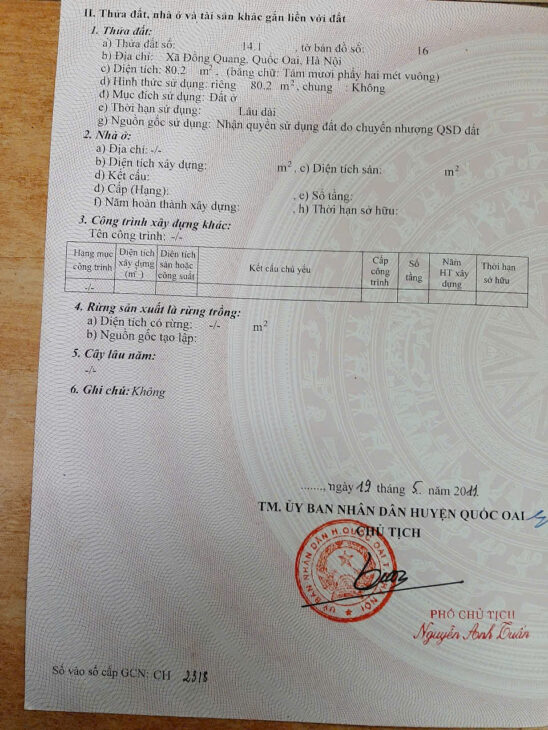 II. Thửa đất, nhà ở và tài sản khác gắn liền với đất
1. Thửa đất:
a) Thửa đất số: 14.1 , tờ bản đồ số: 16
b) Địa chỉ: Xã Đồng Quang, Quốc Oai, Hà Nội
c) Diện tích: 80.2 m², (bằng chữ: Tám mươi phẩy hai mét vuông)
d) Hình thức sử dụng: riêng 80.2 m², chung : Không
đ) Mục đích sử dụng: Đất ở
e) Thời hạn sử dụng: Lâu dài
g) Nguồn gốc sử dụng: Nhận quyền sử dụng đất do chuyển nhượng QSD đất
2. Nhà ở:
a) Địa chỉ: -/-
b) Diện tích xây dựng: m², c) Diện tích sàn: m²
d) Kết cấu:
đ) Cấp (Hạng): , e) Số tầng:
f) Năm hoàn thành xây dựng: , h) Thời hạn sở hữu:
3. Công trình xây dựng khác:
Tên công trình: -/-
Hạng mục công trình Diện tích xây dựng (m²) Diện tích sàn hoặc công suất Kết cấu chủ yếu Cấp công trình Số tầng Năm HT xây dựng Thời hạn sở hữu
-/-
4. Rừng sản xuất là rừng trồng:
a) Diện tích có rừng: -/- m²
b) Nguồn gốc tạo lập:
5. Cây lâu năm:
-/-
6. Ghi chú: Không
........, ngày 19 tháng 5 năm 2011
TM. ỦY BAN NHÂN DÂN HUYỆN QUỐC OAI
CHỦ TỊCH
ỦY BAN NHÂN DÂN H. QUỐC OAI T.P HÀ NỘI
PHÓ CHỦ TỊCH
Nguyễn Anh Tuấn
Số vào sổ cấp GCN: CH 2318